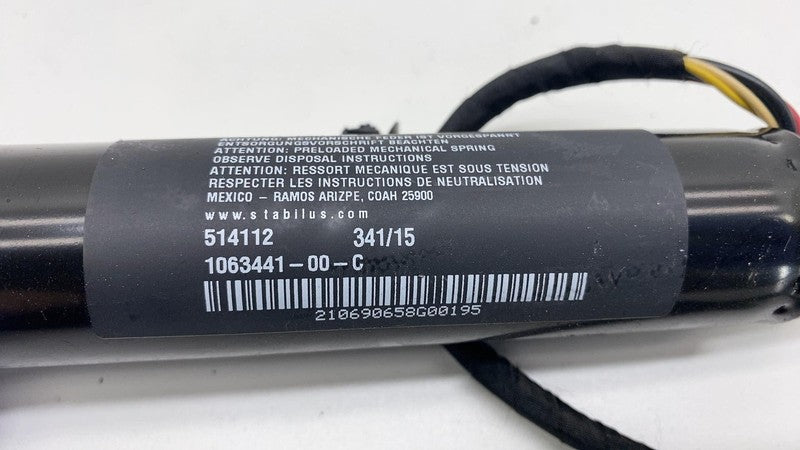 ACHTUNG: MECHANISCHE FEDER IST VORGESPANNT
ENTSORGUNGSVORSCHRIFT BEACHTEN
ATTENTION: PRELOADED MECHANICAL SPRING
OBSERVE DISPOSAL INSTRUCTIONS
ATTENTION: RESSORT MECANIQUE EST SOUS TENSION
RESPECTER LES INSTRUCTIONS DE NEUTRALISATION
MEXICO – RAMOS ARIZPE, COAH 25900
www.stabilus.com
514112 341/15
1063441-00-C
210690658G00195